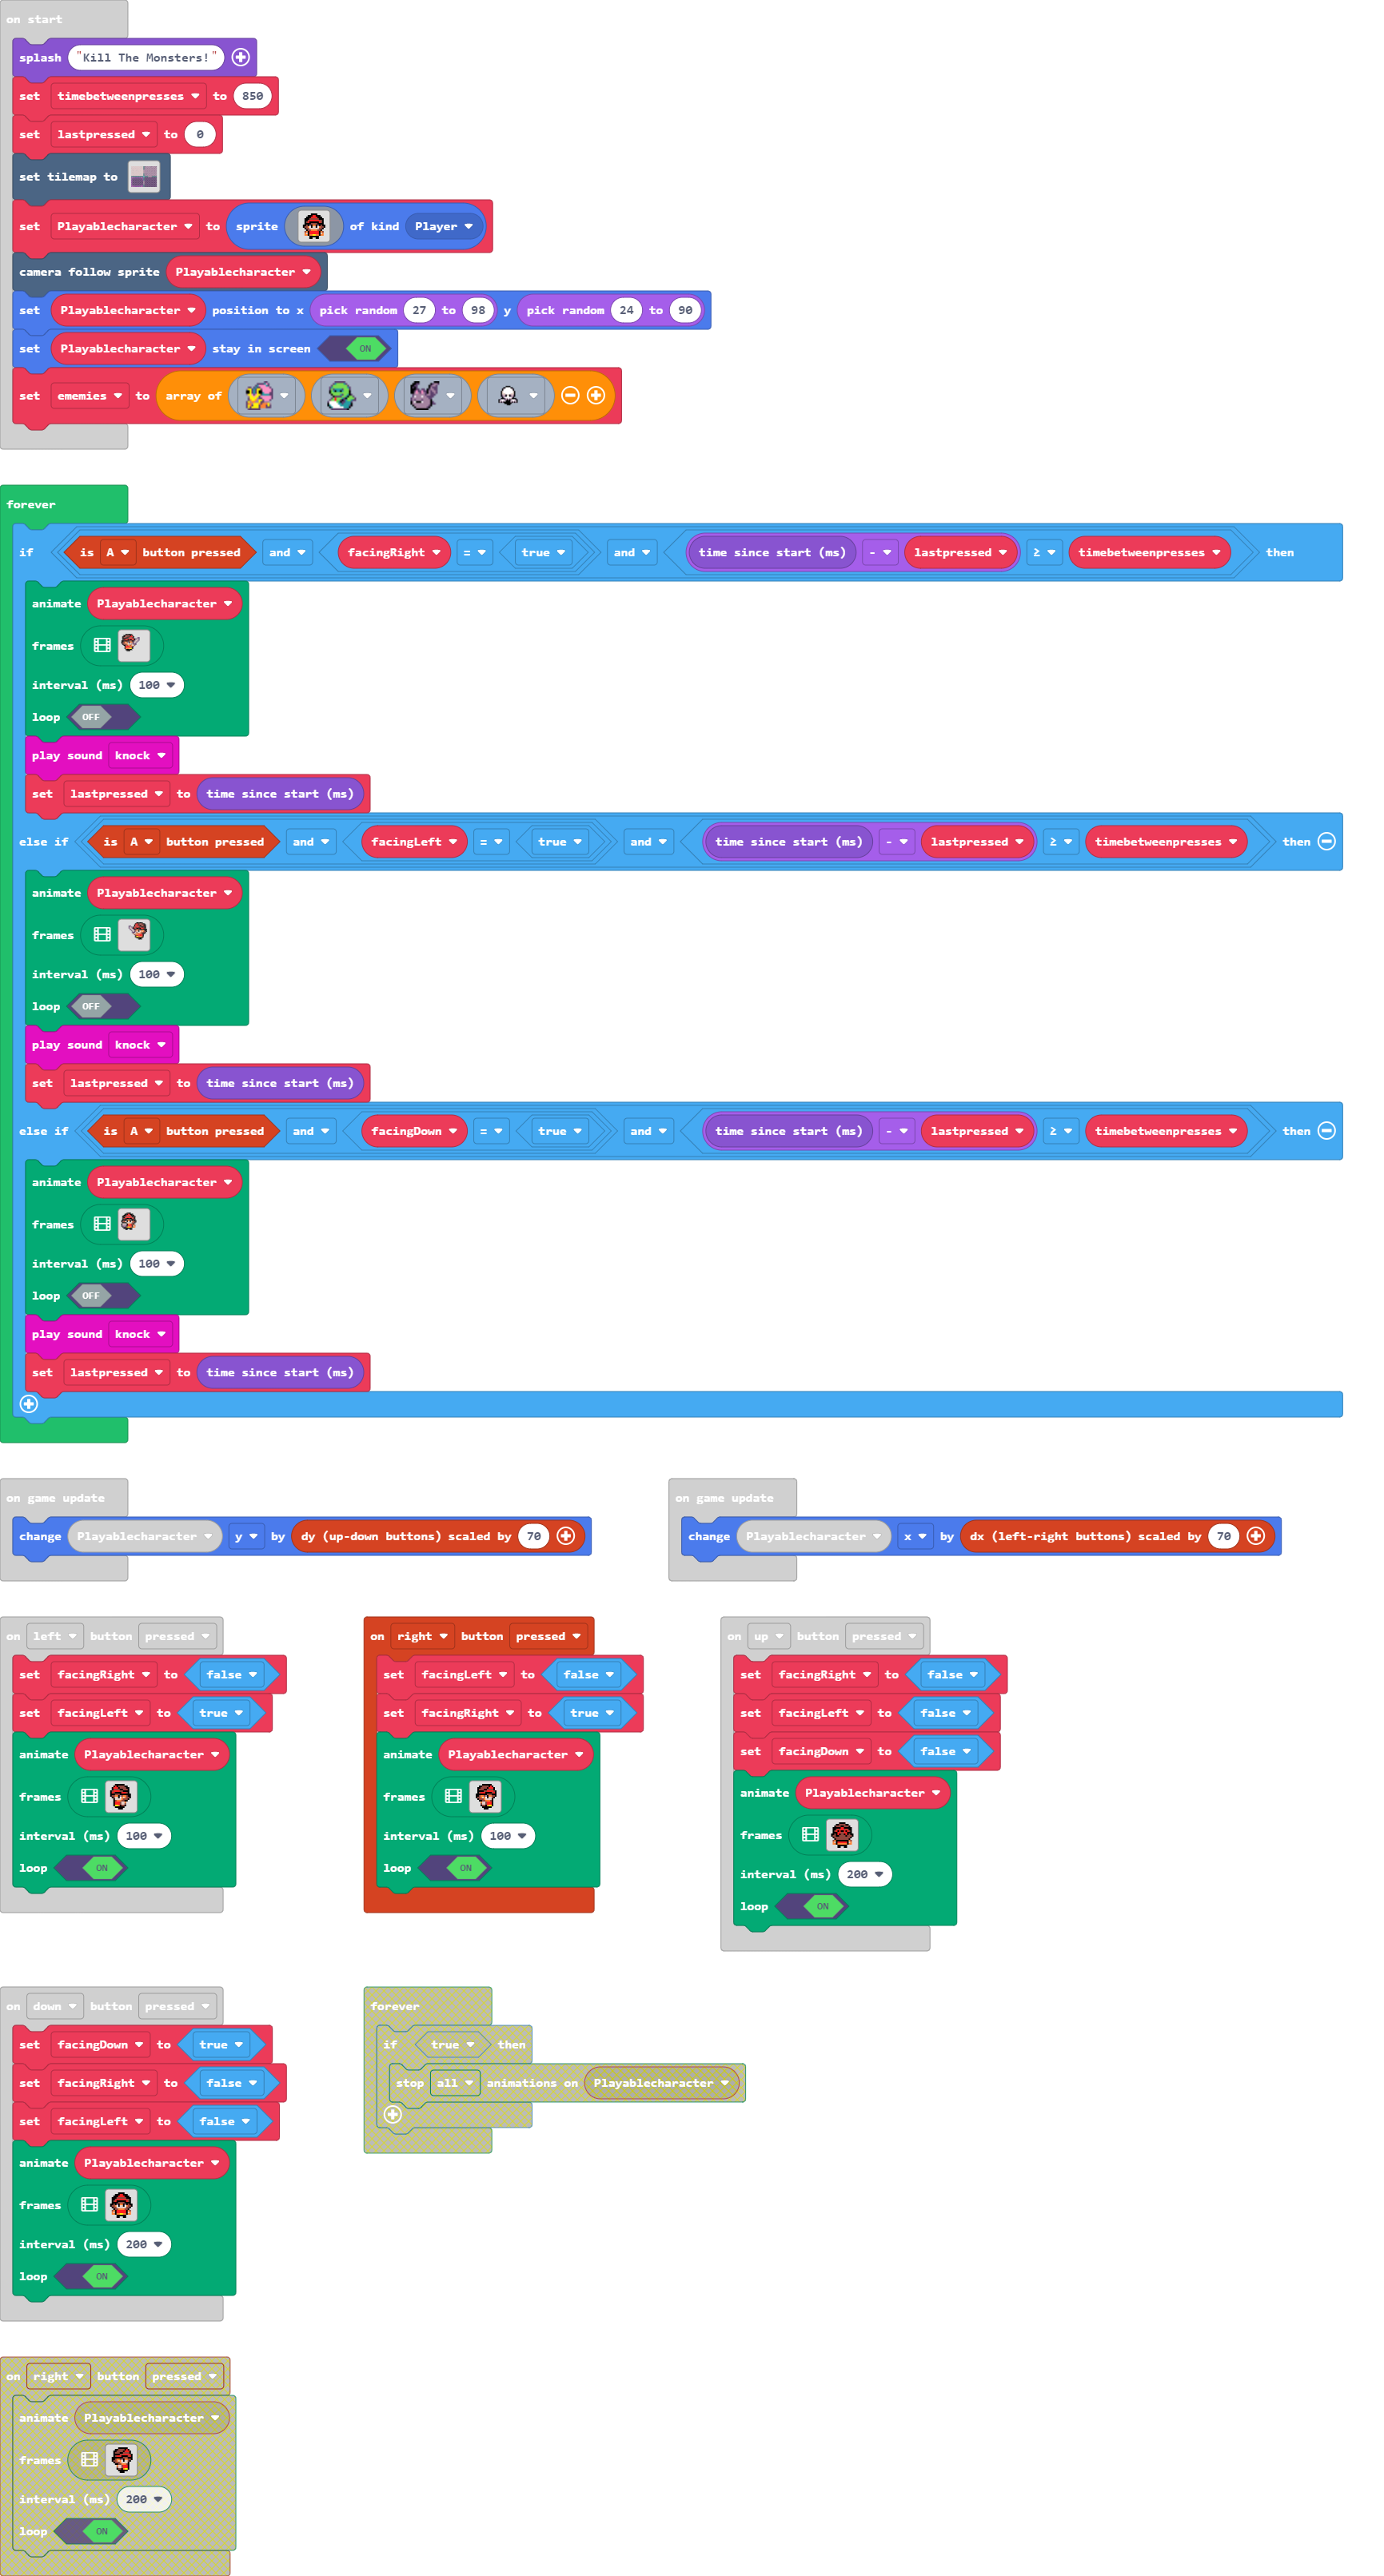 on start
splash "Kill The Monsters!"
set timebetweenpresses to 850
set lastpressed to 0
set tilemap to
set Playablecharacter to sprite of kind Player
camera follow sprite Playablecharacter
set Playablecharacter position to x pick random 27 to 98 y pick random 24 to 90
set Playablecharacter stay in screen ON
set ememies to array of
forever
if is A button pressed and facingRight = true and time since start (ms) - lastpressed ≥ timebetweenpresses then
animate Playablecharacter
frames
interval (ms) 100
loop OFF
play sound knock
set lastpressed to time since start (ms)
else if is A button pressed and facingLeft = true and time since start (ms) - lastpressed ≥ timebetweenpresses then
animate Playablecharacter
frames
interval (ms) 100
loop OFF
play sound knock
set lastpressed to time since start (ms)
else if is A button pressed and facingDown = true and time since start (ms) - lastpressed ≥ timebetweenpresses then
animate Playablecharacter
frames
interval (ms) 100
loop OFF
play sound knock
set lastpressed to time since start (ms)
on game update
change Playablecharacter y by dy (up-down buttons) scaled by 70
on game update
change Playablecharacter x by dx (left-right buttons) scaled by 70
on left button pressed
set facingRight to false
set facingLeft to true
animate Playablecharacter
frames
interval (ms) 100
loop ON
on right button pressed
set facingLeft to false
set facingRight to true
animate Playablecharacter
frames
interval (ms) 100
loop ON
on up button pressed
set facingRight to false
set facingLeft to false
set facingDown to false
animate Playablecharacter
frames
interval (ms) 200
loop ON
on down button pressed
set facingDown to true
set facingRight to false
set facingLeft to false
animate Playablecharacter
frames
interval (ms) 200
loop ON
forever
if true then
stop all animations on Playablecharacter
on right button pressed
animate Playablecharacter
frames
interval (ms) 200
loop ON